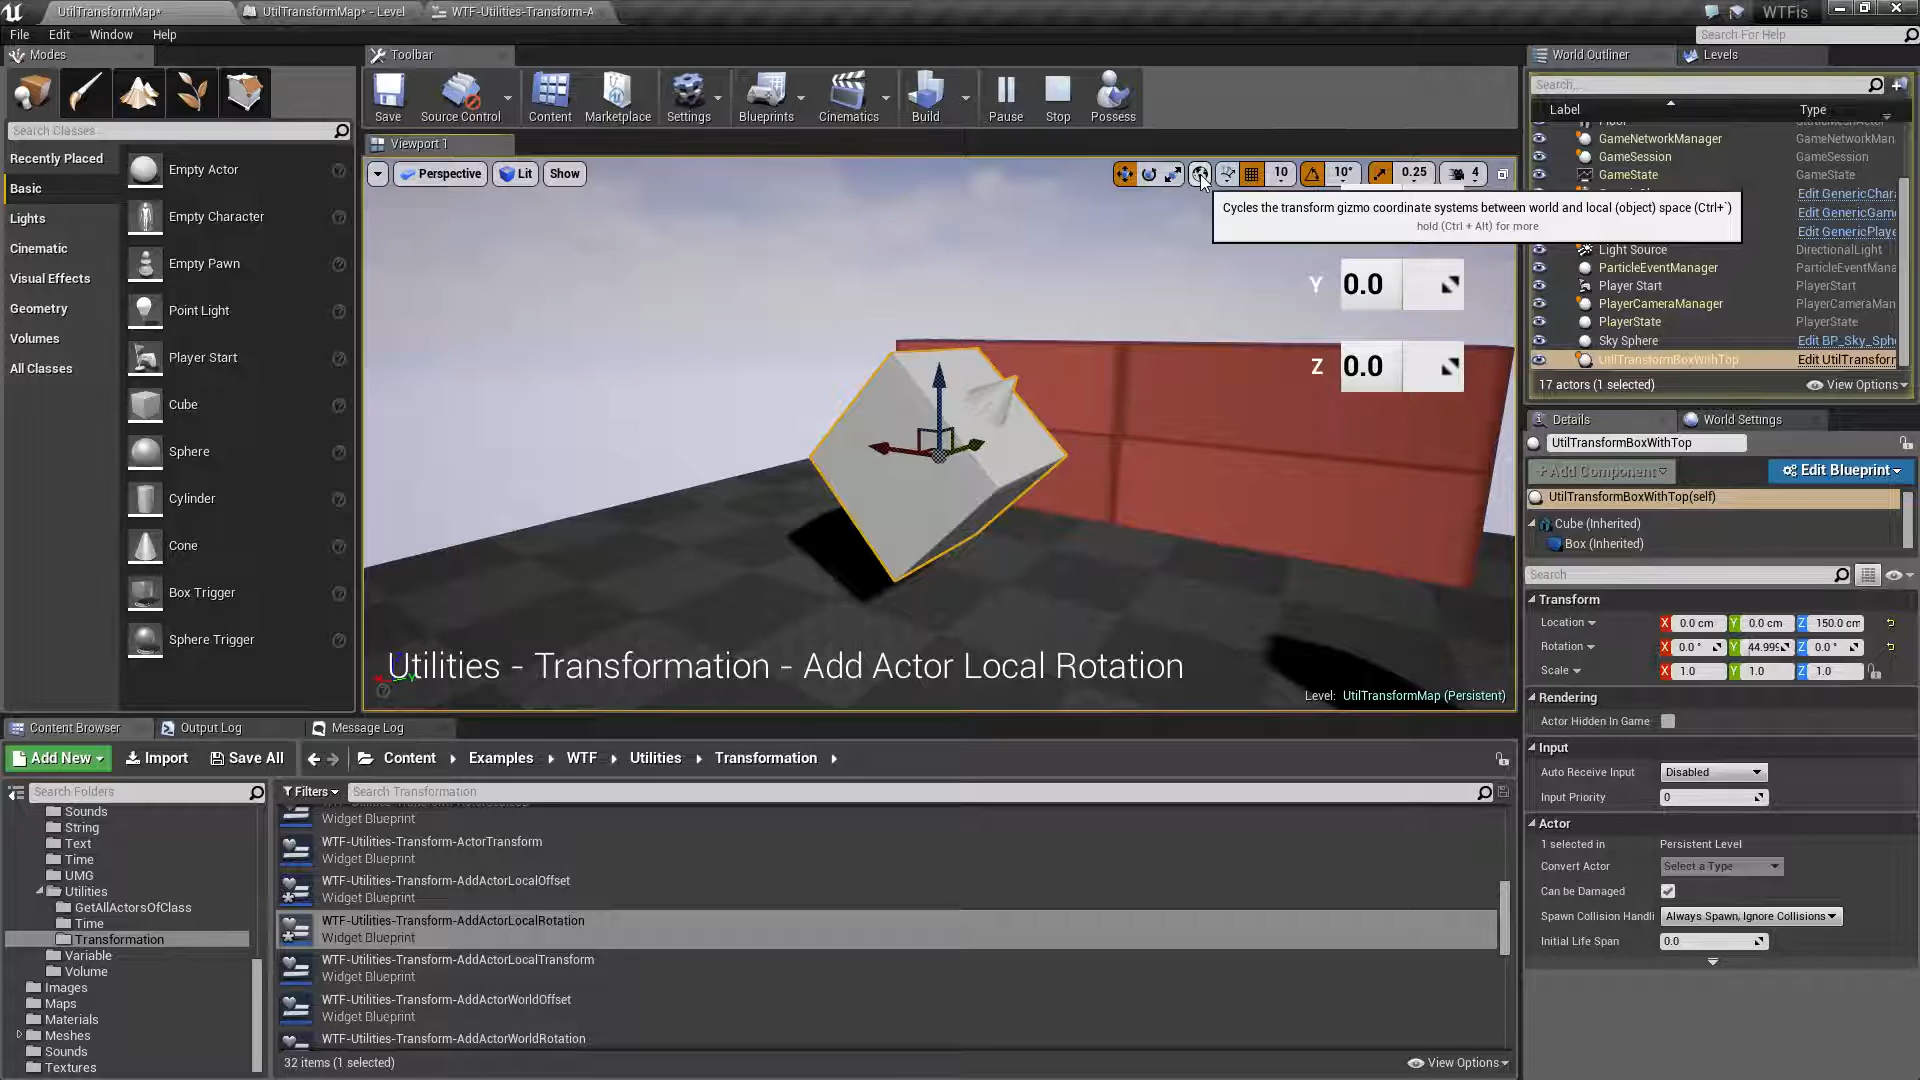 UtilTransformMap*
UtilTransformMap* - Level
WTF-Utilities-Transform-A
WTFis
File Edit Window Help
Search For Help
Modes
Toolbar
World Outliner
Levels
Save
Source Control
Content
Marketplace
Settings
Blueprints
Cinematics
Build
Pause
Stop
Possess
Search...
Label
Type
Search Classes
Viewport 1
Recently Placed
Basic
Lights
Cinematic
Visual Effects
Geometry
Volumes
All Classes
Empty Actor
Empty Character
Empty Pawn
Point Light
Player Start
Cube
Sphere
Cylinder
Cone
Box Trigger
Sphere Trigger
Perspective
Lit
Show
10
10°
0.25
4
Cycles the transform gizmo coordinate systems between world and local (object) space (Ctrl+`)
hold (Ctrl + Alt) for more
Y 0.0
Z 0.0
Utilities - Transformation - Add Actor Local Rotation
Level: UtilTransformMap (Persistent)
GameNetworkManager GameNetworkMan
GameSession GameSession
GameState GameState
Edit GenericChar
Edit GenericGam
Edit GenericPlaye
Light Source DirectionalLight
ParticleEventManager ParticleEventMana
Player Start PlayerStart
PlayerCameraManager PlayerCameraMan
PlayerState PlayerState
Sky Sphere Edit BP_Sky_Sph
UtilTransformBoxWithTop Edit UtilTransform
17 actors (1 selected)
View Options
Details
World Settings
UtilTransformBoxWithTop
+ Add Component
Edit Blueprint
UtilTransformBoxWithTop(self)
Cube (Inherited)
Box (Inherited)
Search
Transform
Location X 0.0 cm Y 0.0 cm Z 150.0 cm
Rotation X 0.0 ° Y 44.999 Z 0.0 °
Scale X 1.0 Y 1.0 Z 1.0
Rendering
Actor Hidden In Game
Input
Auto Receive Input Disabled
Input Priority 0
Actor
1 selected in Persistent Level
Convert Actor Select a Type
Can be Damaged
Spawn Collision Handli Always Spawn, Ignore Collisions
Initial Life Span 0.0
Content Browser
Output Log
Message Log
Add New
Import
Save All
Content
Examples
WTF
Utilities
Transformation
Search Folders
Filters
Search Transformation
Sounds
String
Text
Time
UMG
Utilities
GetAllActorsOfClass
Time
Transformation
Variable
Volume
Images
Maps
Materials
Meshes
Sounds
Textures
Widget Blueprint
WTF-Utilities-Transform-ActorTransform
Widget Blueprint
WTF-Utilities-Transform-AddActorLocalOffset
Widget Blueprint
WTF-Utilities-Transform-AddActorLocalRotation
Widget Blueprint
WTF-Utilities-Transform-AddActorLocalTransform
Widget Blueprint
WTF-Utilities-Transform-AddActorWorldOffset
Widget Blueprint
WTF-Utilities-Transform-AddActorWorldRotation
32 items (1 selected)
View Options